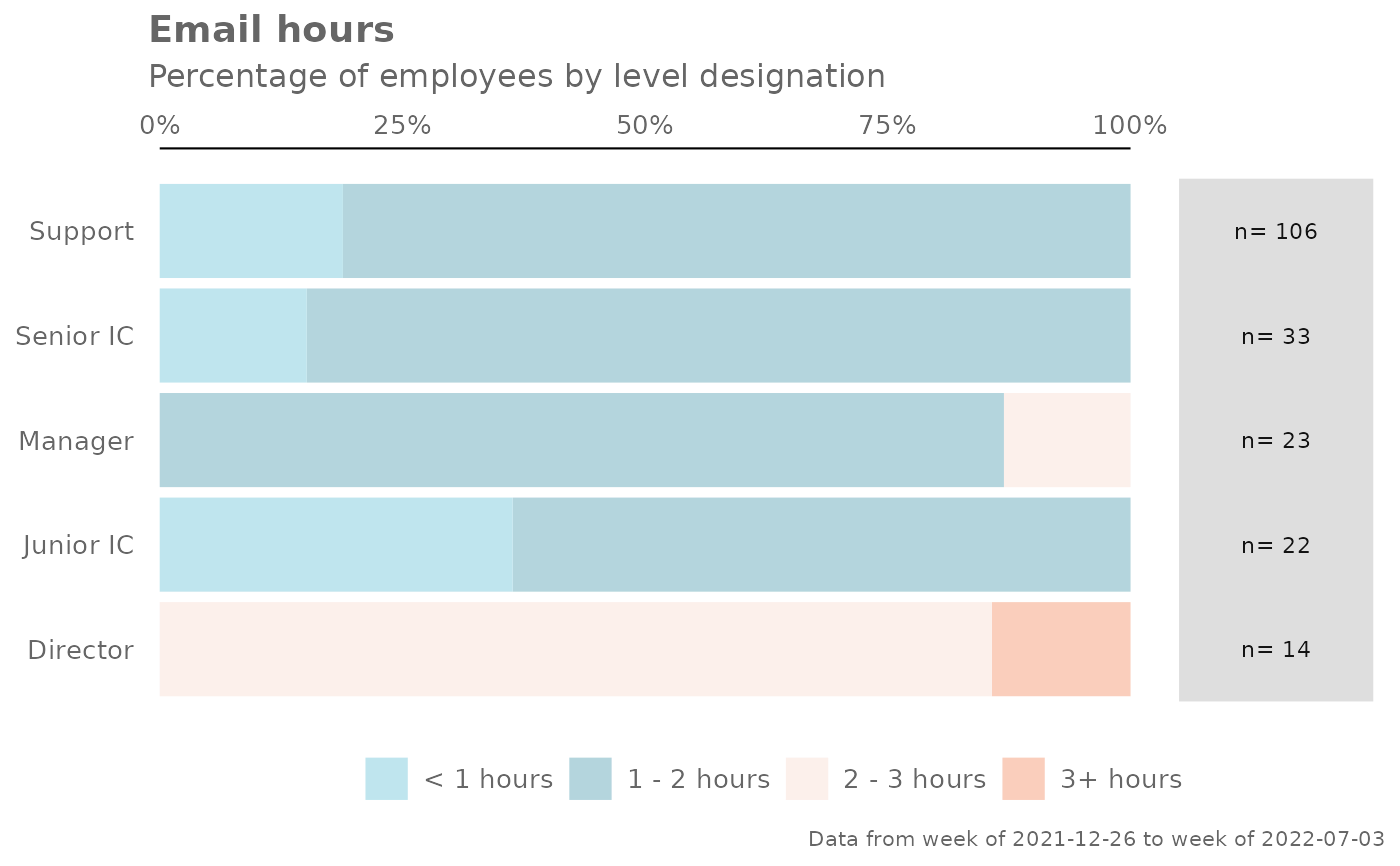 Email hours
Percentage of employees by level designation
0% 25% 50% 75% 100%
Support n= 106
Senior IC n= 33
Manager n= 23
Junior IC n= 22
Director n= 14
< 1 hours 1 - 2 hours 2 - 3 hours 3+ hours
Data from week of 2021-12-26 to week of 2022-07-03